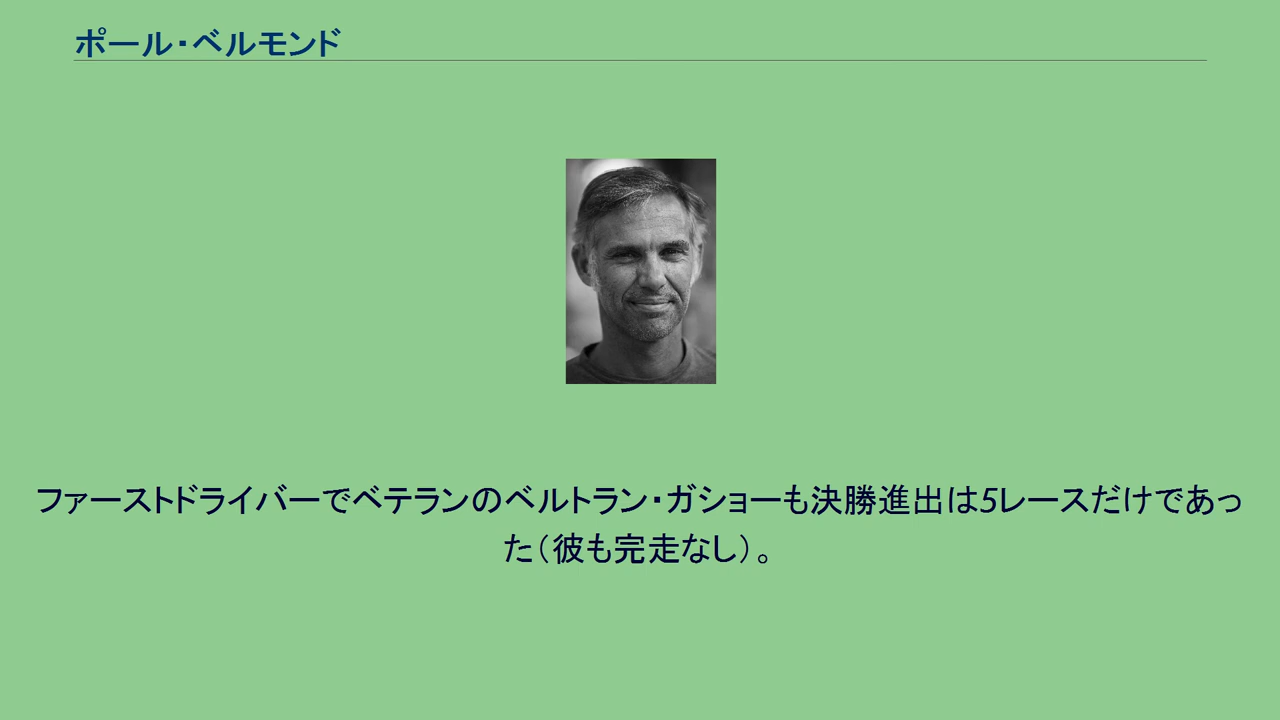 ポール・ベルモンド
ファーストドライバーでベテランのベルトラン・ガショーも決勝進出は5レースだけであっ
た（彼も完走なし）。